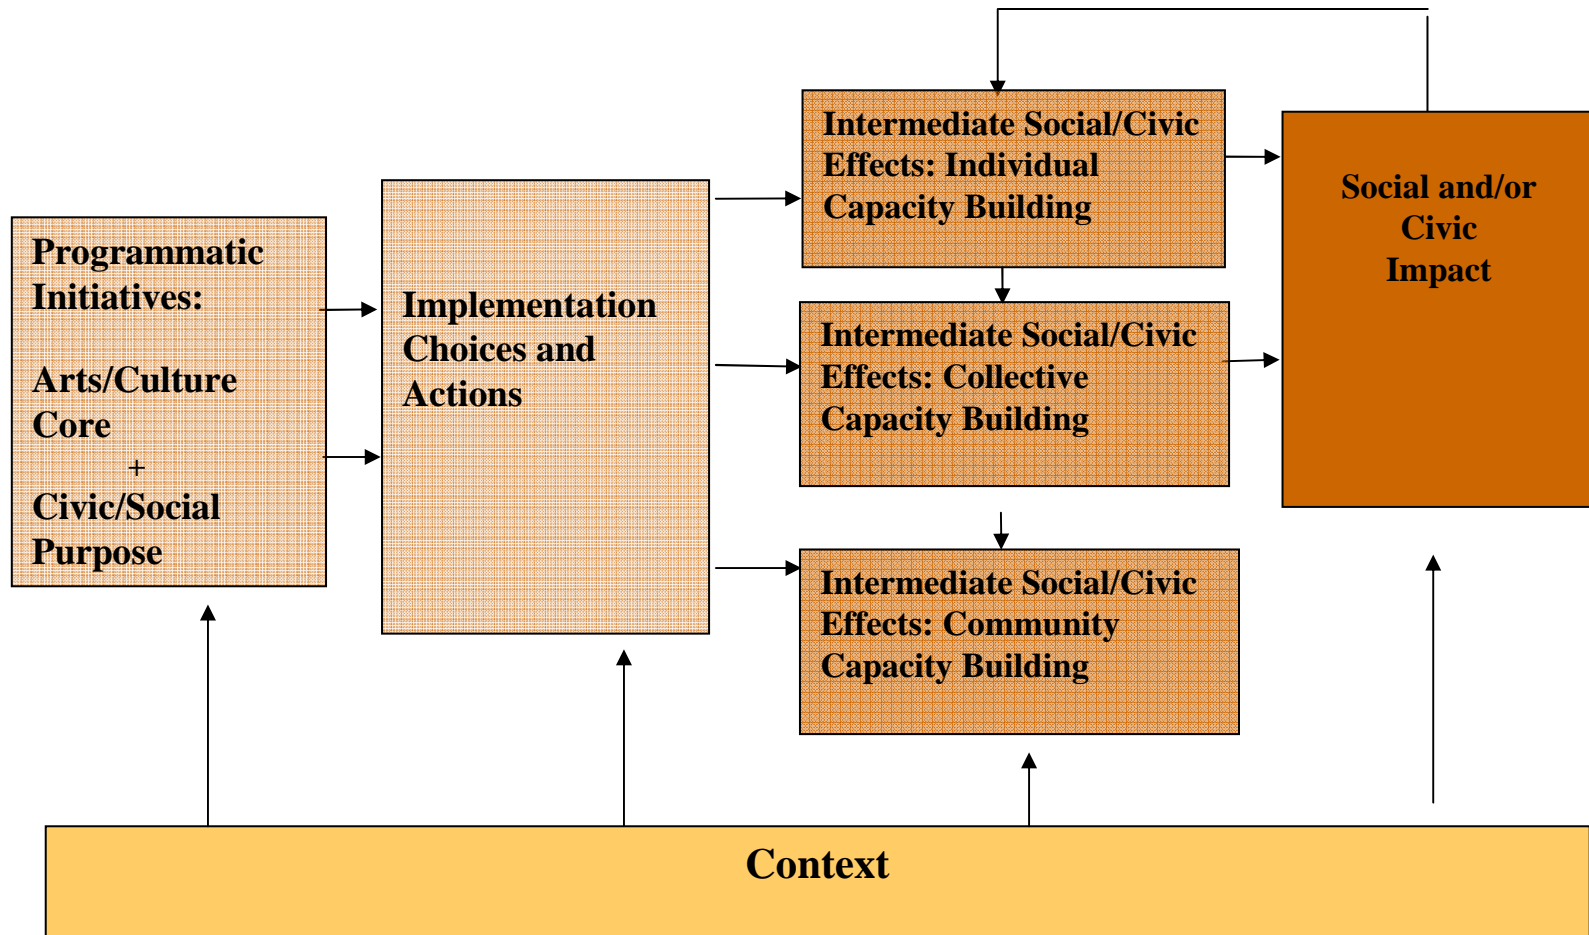 Programmatic
Initiatives:
Arts/Culture
Core
+
Civic/Social
Purpose
Implementation
Choices and
Actions
Intermediate Social/Civic
Effects: Individual
Capacity Building
Intermediate Social/Civic
Effects: Collective
Capacity Building
Intermediate Social/Civic
Effects: Community
Capacity Building
Social and/or
Civic
Impact
Context